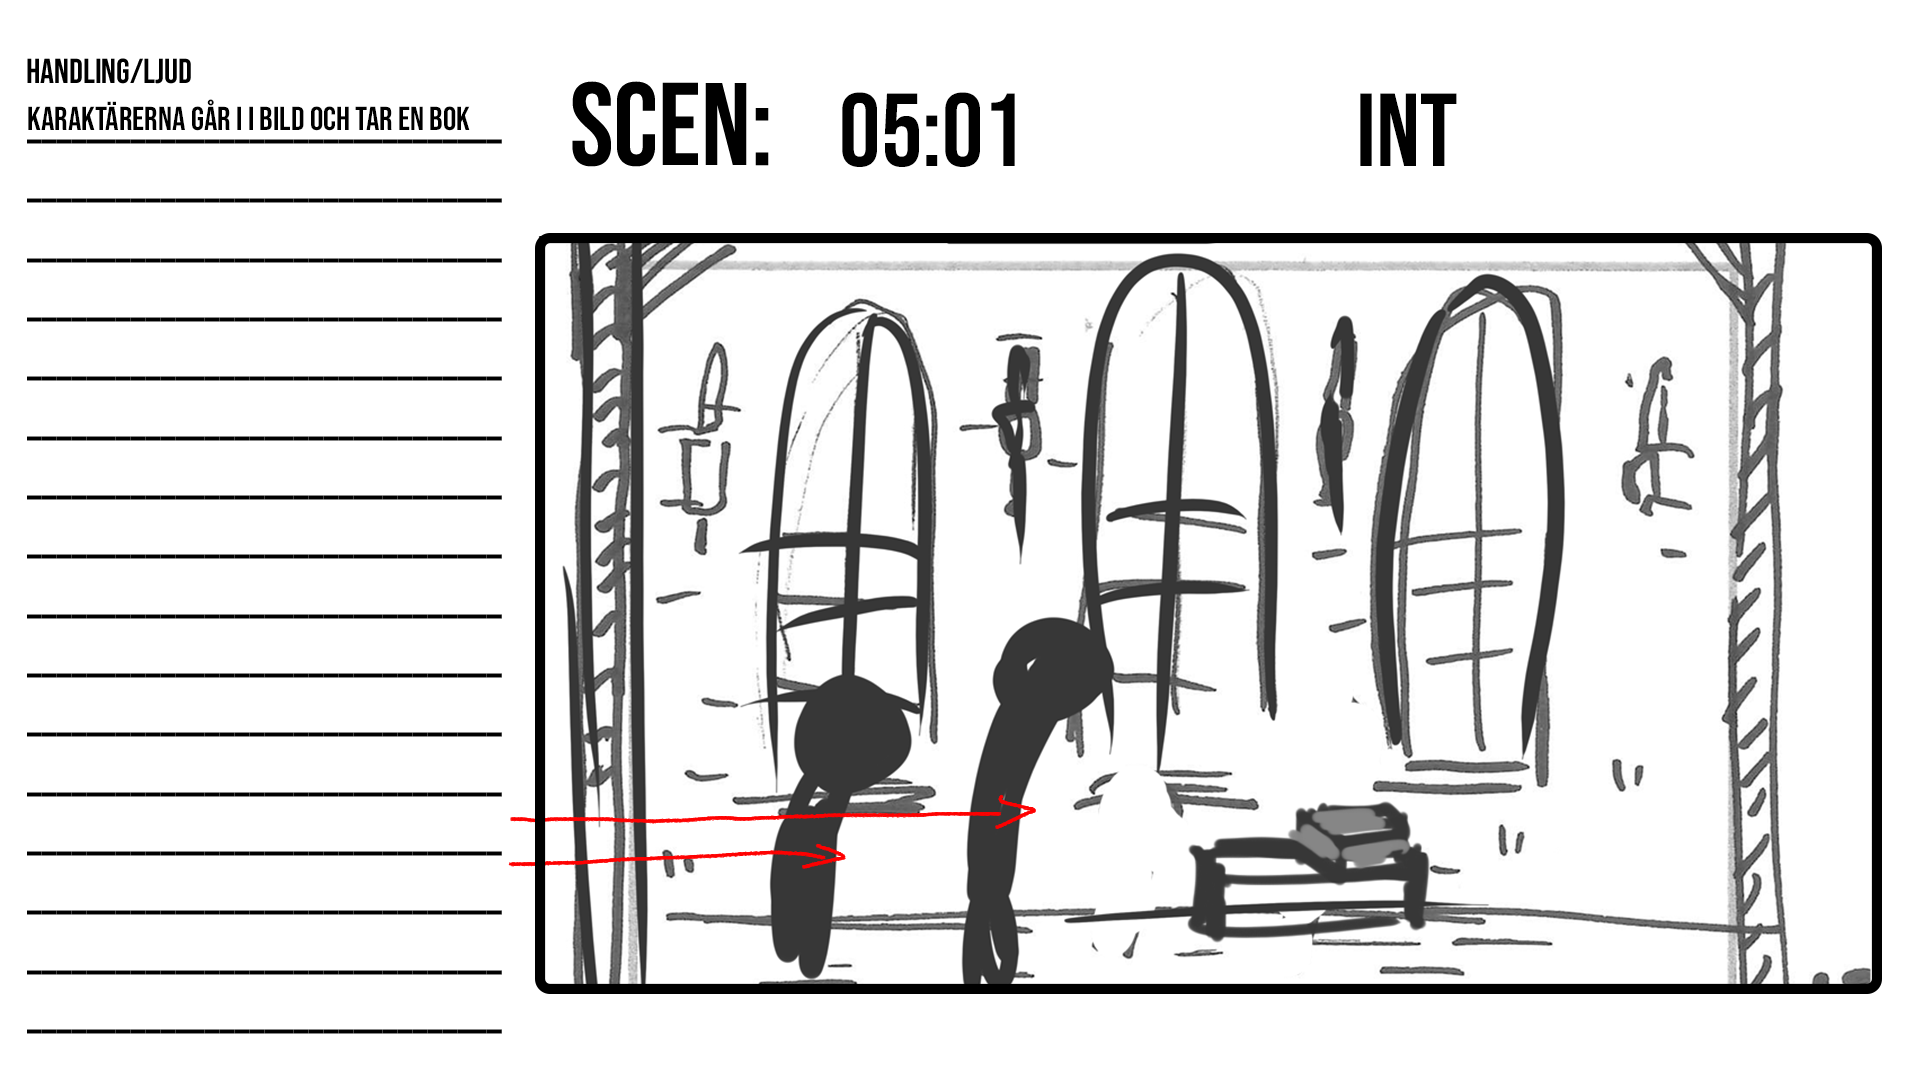 HANDLING/LJUD
KARAKTÄRERNA GÅR I I BILD OCH TAR EN BOK
SCEN: 05:01 INT